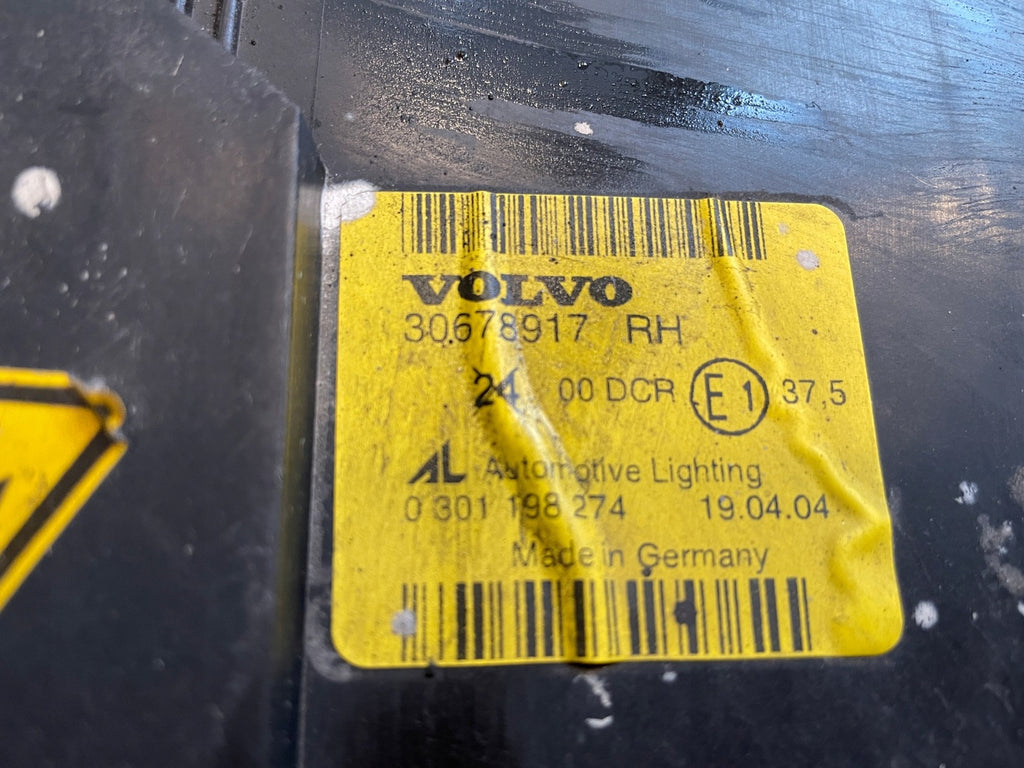 VOLVO
30678917 RH
24 00 DCR E1 37,5
AL Automotive Lighting
0 301 198 274 19.04.04
Made in Germany